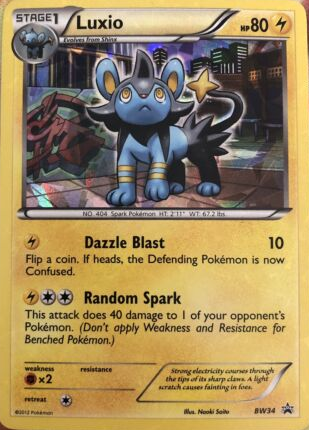 STAGE1 Luxio HP80
Evolves from Shinx
NO. 404 Spark Pokémon HT: 2'11" WT: 67.2 lbs.
Dazzle Blast 10
Flip a coin. If heads, the Defending Pokémon is now
Confused.
Random Spark
This attack does 40 damage to 1 of your opponent's
Pokémon. (Don't apply Weakness and Resistance for
Benched Pokémon.)
weakness resistance
×2
retreat
Strong electricity courses through
the tips of its sharp claws. A light
scratch causes fainting in foes.
©2012 Pokémon Illus. Naoki Saito BW34